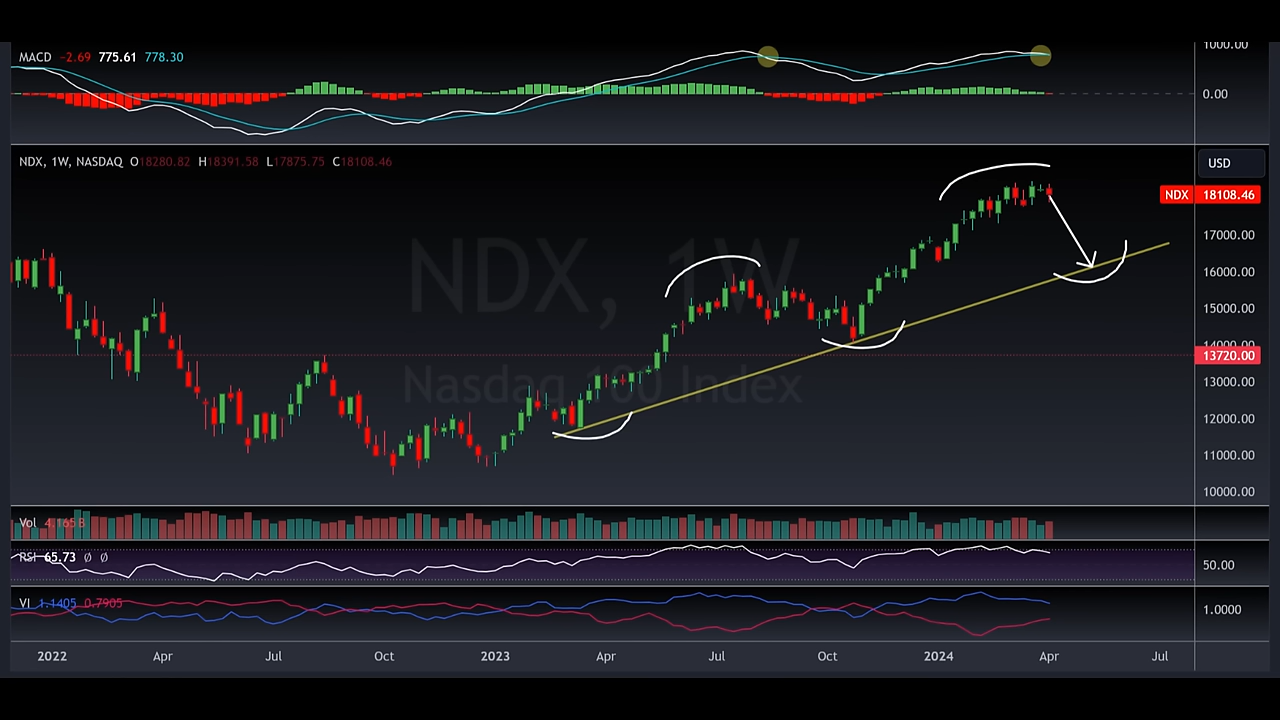 MACD −2.69 775.61 778.30
1000.00
0.00
NDX, 1W, NASDAQ O18280.82 H18391.58 L17875.75 C18108.46
USD
NDX 18108.46
NDX, 1W
Nasdaq 100 Index
17000.00
16000.00
15000.00
14000.00
13720.00
13000.00
12000.00
11000.00
10000.00
Vol 4.165B
RSI 65.73 Ø Ø
50.00
VI 1.1405 0.7905
1.0000
2022 Apr Jul Oct 2023 Apr Jul Oct 2024 Apr Jul